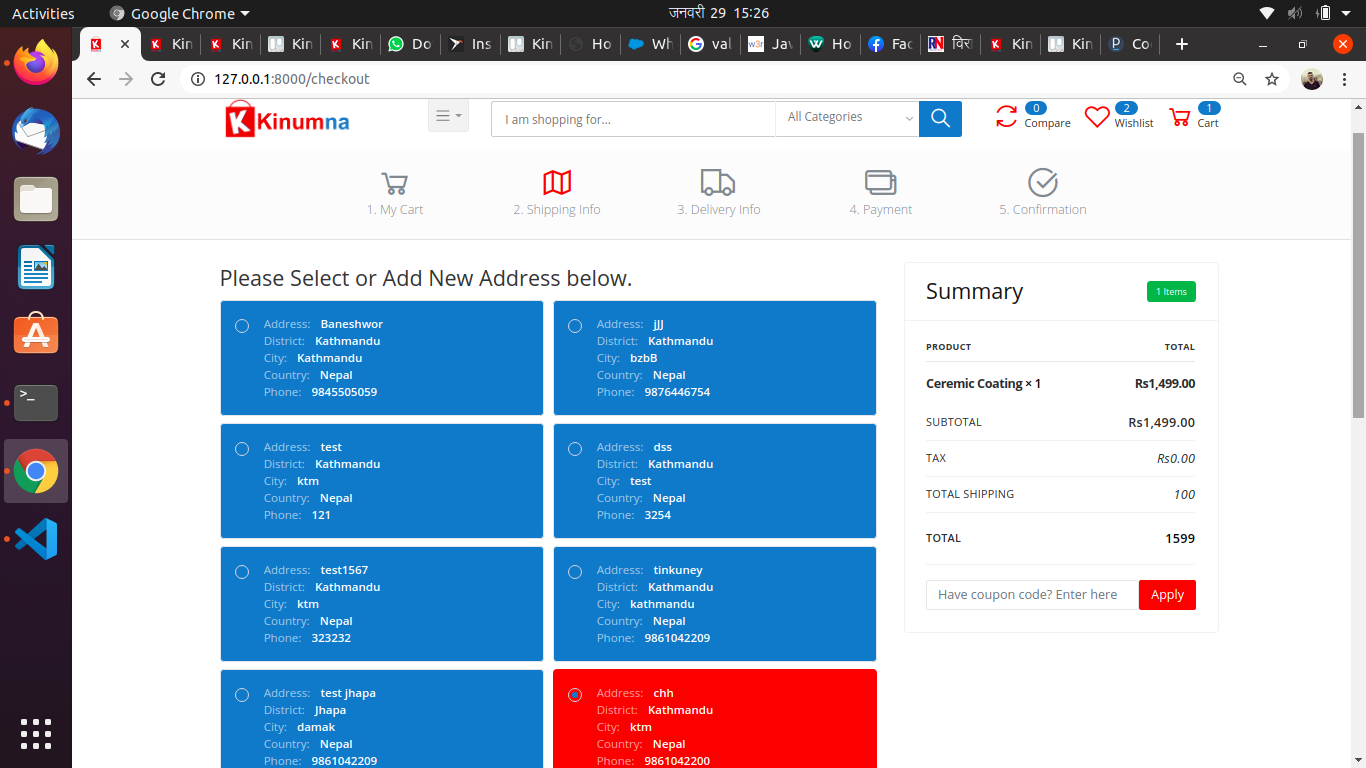 Activities
Google Chrome
जनवरी 29 15:26
Kin
Kin
Kin
Kin
Do
Ins
Kin
Ho
Wh
val
Jav
Ho
Fac
विर
Kin
Kin
Co
127.0.0.1:8000/checkout
Kinumna
I am shopping for...
All Categories
0
Compare
2
Wishlist
1
Cart
1. My Cart
2. Shipping Info
3. Delivery Info
4. Payment
5. Confirmation
Please Select or Add New Address below.
Address: Baneshwor
District: Kathmandu
City: Kathmandu
Country: Nepal
Phone: 9845505059
Address: jJJ
District: Kathmandu
City: bzbB
Country: Nepal
Phone: 9876446754
Address: test
District: Kathmandu
City: ktm
Country: Nepal
Phone: 121
Address: dss
District: Kathmandu
City: test
Country: Nepal
Phone: 3254
Address: test1567
District: Kathmandu
City: ktm
Country: Nepal
Phone: 323232
Address: tinkuney
District: Kathmandu
City: kathmandu
Country: Nepal
Phone: 9861042209
Address: test jhapa
District: Jhapa
City: damak
Country: Nepal
Phone: 9861042209
Address: chh
District: Kathmandu
City: ktm
Country: Nepal
Phone: 9861042200
Summary
1 Items
PRODUCT TOTAL
Ceremic Coating × 1 Rs1,499.00
SUBTOTAL Rs1,499.00
TAX Rs0.00
TOTAL SHIPPING 100
TOTAL 1599
Have coupon code? Enter here
Apply